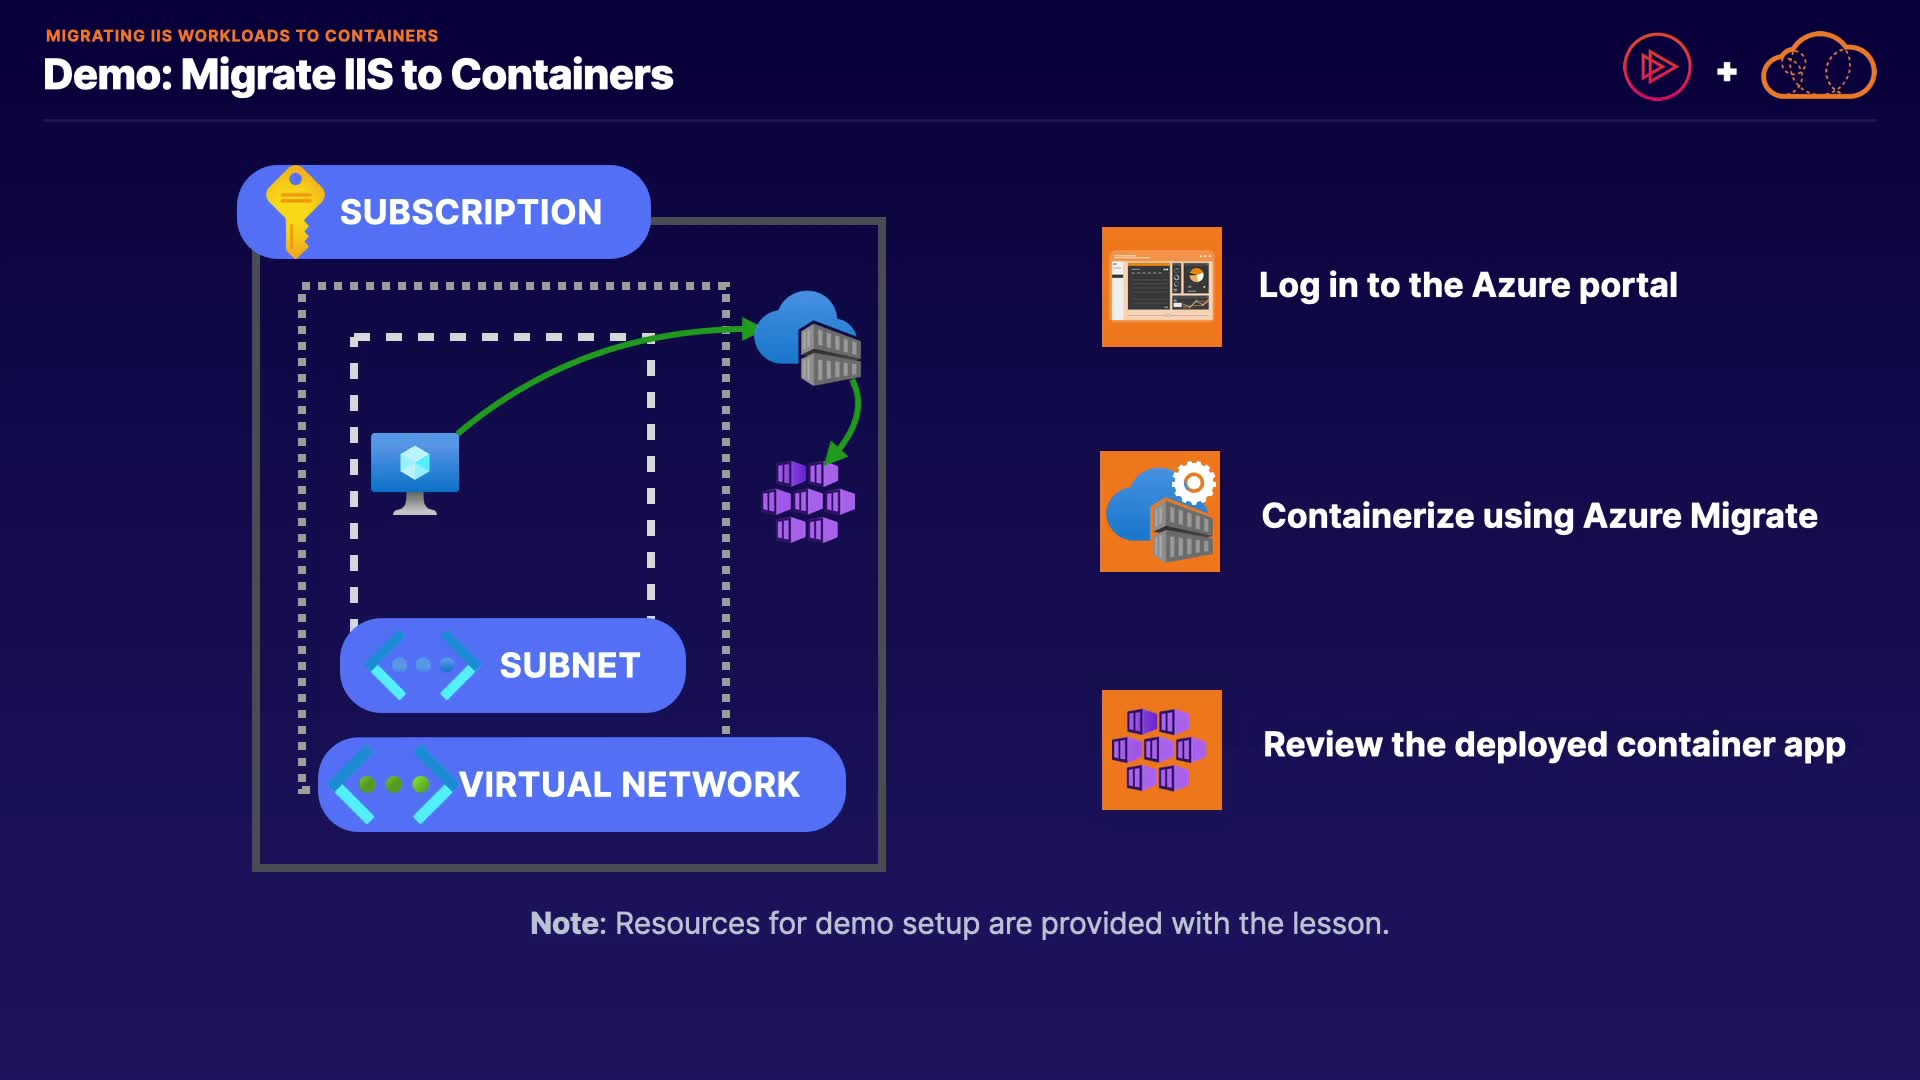 MIGRATING IIS WORKLOADS TO CONTAINERS
Demo: Migrate IIS to Containers
SUBSCRIPTION
SUBNET
VIRTUAL NETWORK
Log in to the Azure portal
Containerize using Azure Migrate
Review the deployed container app
Note: Resources for demo setup are provided with the lesson.